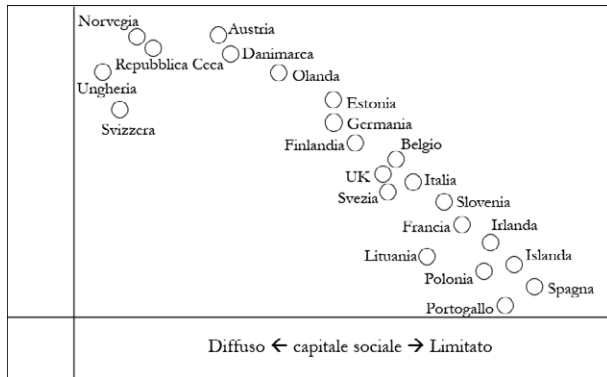 Norvegia
Austria
Repubblica Ceca
Danimarca
Ungheria
Olanda
Svizzera
Estonia
Germania
Finlandia
Belgio
UK
Italia
Svezia
Slovenia
Francia
Irlanda
Lituania
Islanda
Polonia
Spagna
Portogallo
Diffuso ← capitale sociale → Limitato